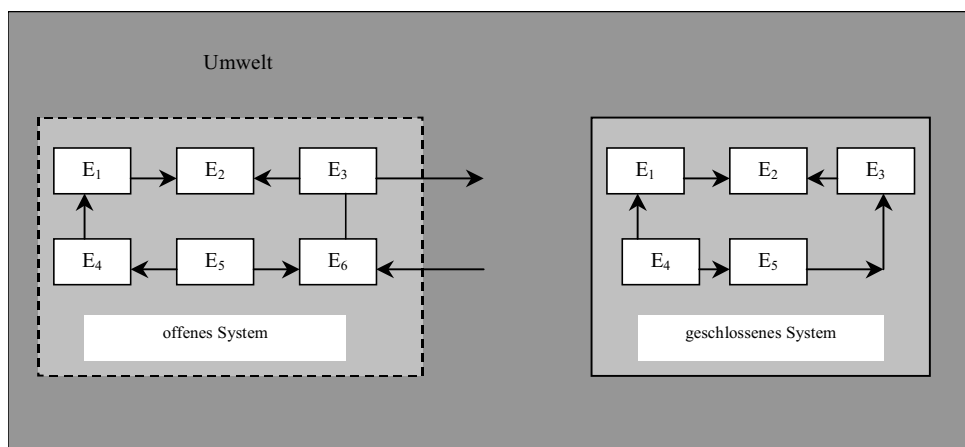 Umwelt
E₁ E₂ E₃
E₄ E₅ E₆
offenes System
E₁ E₂ E₃
E₄ E₅
geschlossenes System